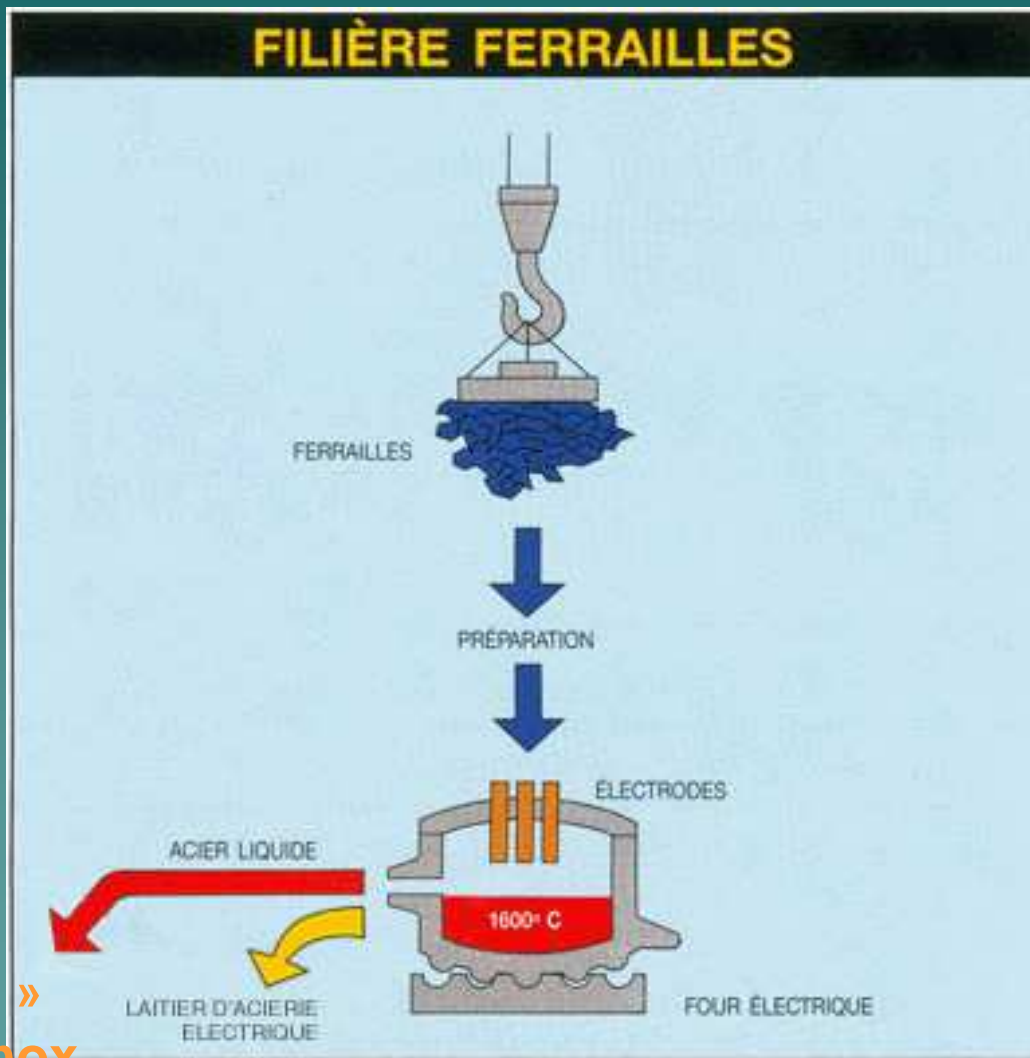 FILIÈRE FERRAILLES
FERRAILLES
PRÉPARATION
ÉLECTRODES
ACIER LIQUIDE
1600° C
»
LAITIER D'ACIERIE
ELECTRIQUE
FOUR ÉLECTRIQUE